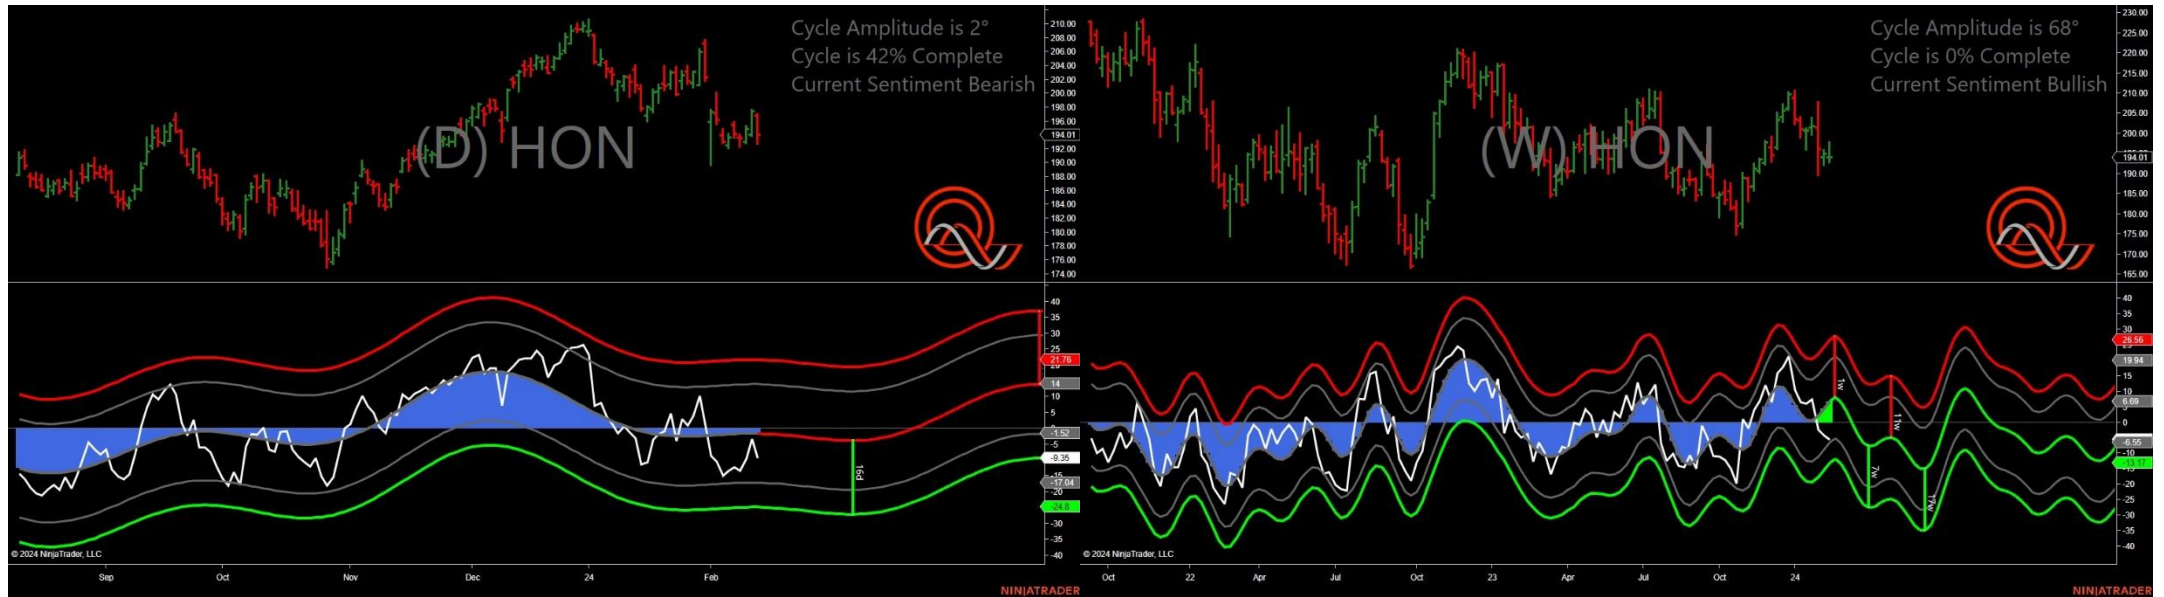 Cycle Amplitude is 2°
Cycle is 42% Complete
Current Sentiment Bearish
(D) HON
210.00
208.00
206.00
204.00
202.00
200.00
198.00
196.00
194.01
192.00
190.00
188.00
186.00
184.00
182.00
180.00
178.00
176.00
174.00
40
35
30
25
21.76
20
14
10
5
-1.52
-9.35
-15
-17.04
-20
-24.8
-30
-35
-40
16d
© 2024 NinjaTrader, LLC
Sep
Oct
Nov
Dec
24
Feb
NINJATRADER
Cycle Amplitude is 68°
Cycle is 0% Complete
Current Sentiment Bullish
(W) HON
230.00
225.00
220.00
215.00
210.00
205.00
200.00
194.01
190.00
185.00
180.00
175.00
170.00
165.00
40
35
30
26.56
19.94
15
10
6.69
0
-6.55
-10
-13.17
-20
-25
-30
-35
-40
1w
11w
7w
17w
© 2024 NinjaTrader, LLC
Oct
22
Apr
Jul
Oct
23
Apr
Jul
Oct
24
NINJATRADER